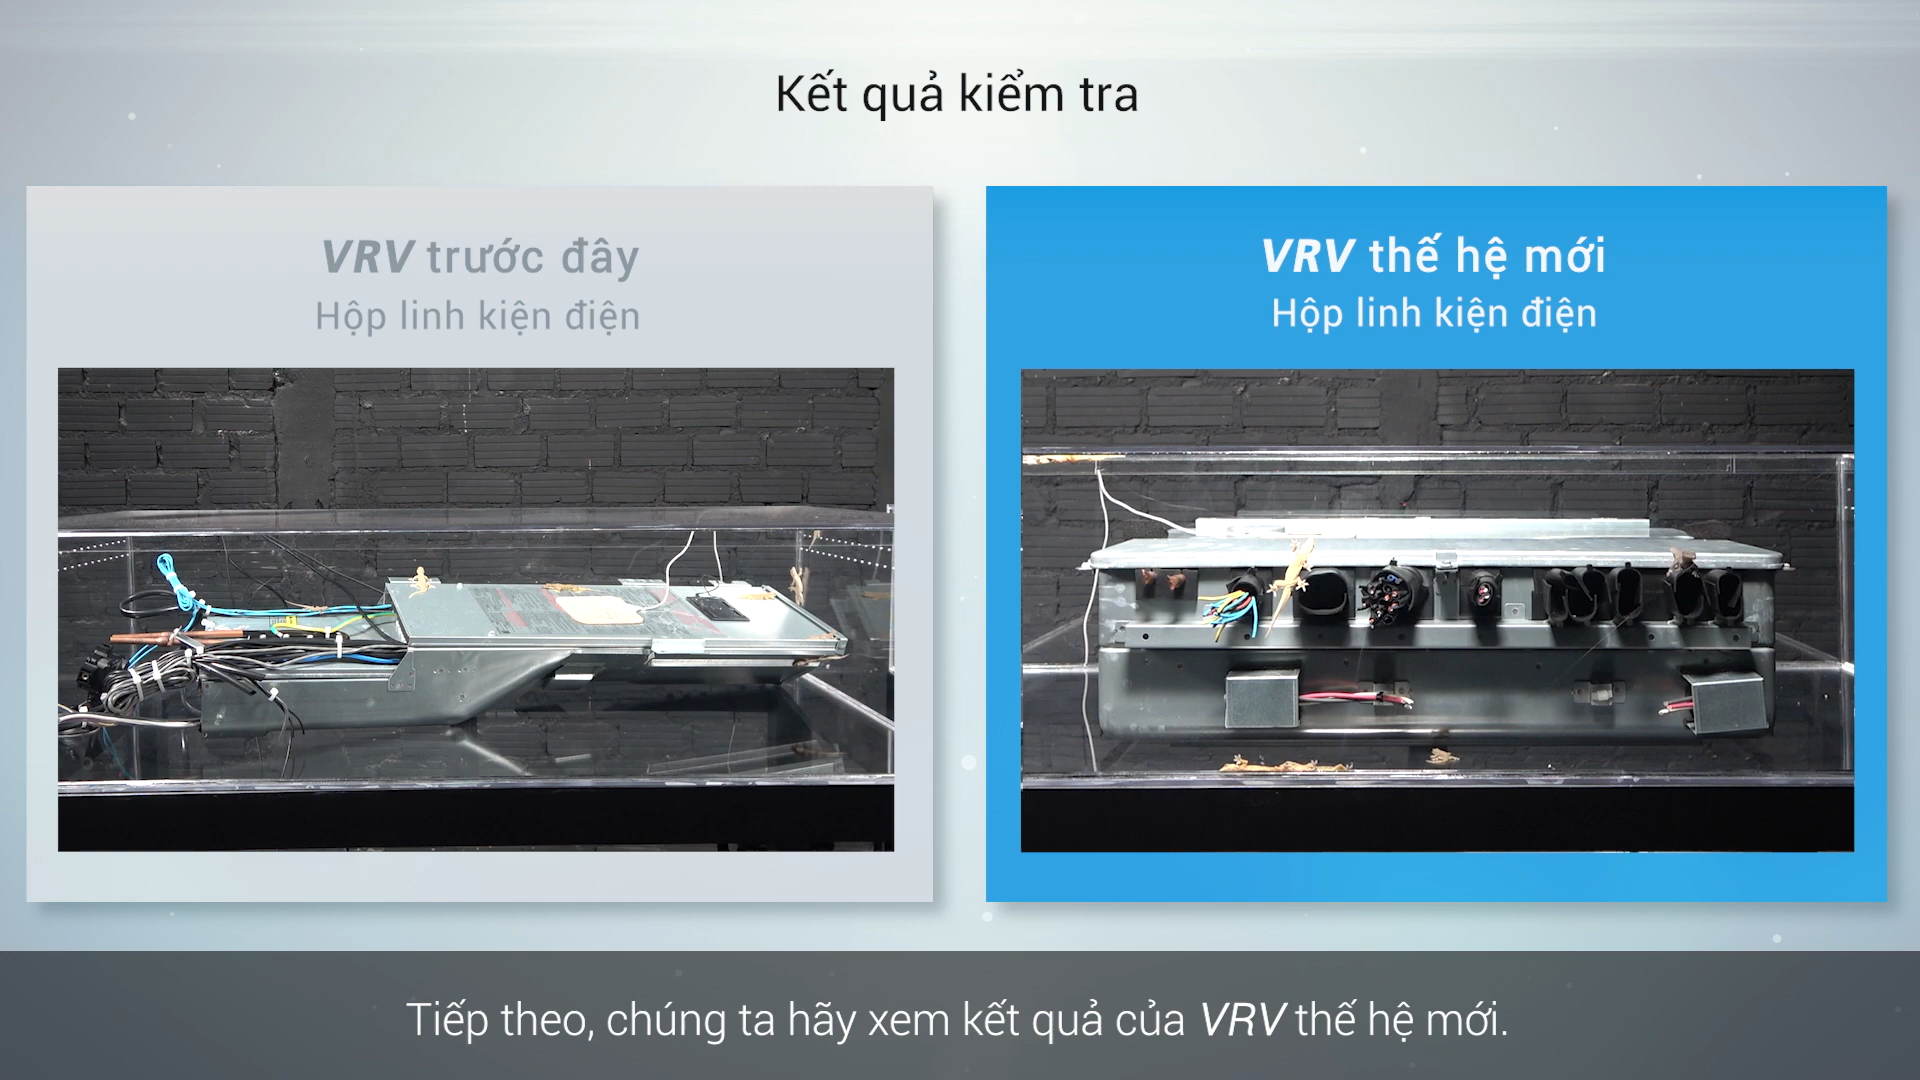 Kết quả kiểm tra
VRV trước đây
Hộp linh kiện điện
VRV thế hệ mới
Hộp linh kiện điện
Tiếp theo, chúng ta hãy xem kết quả của VRV thế hệ mới.